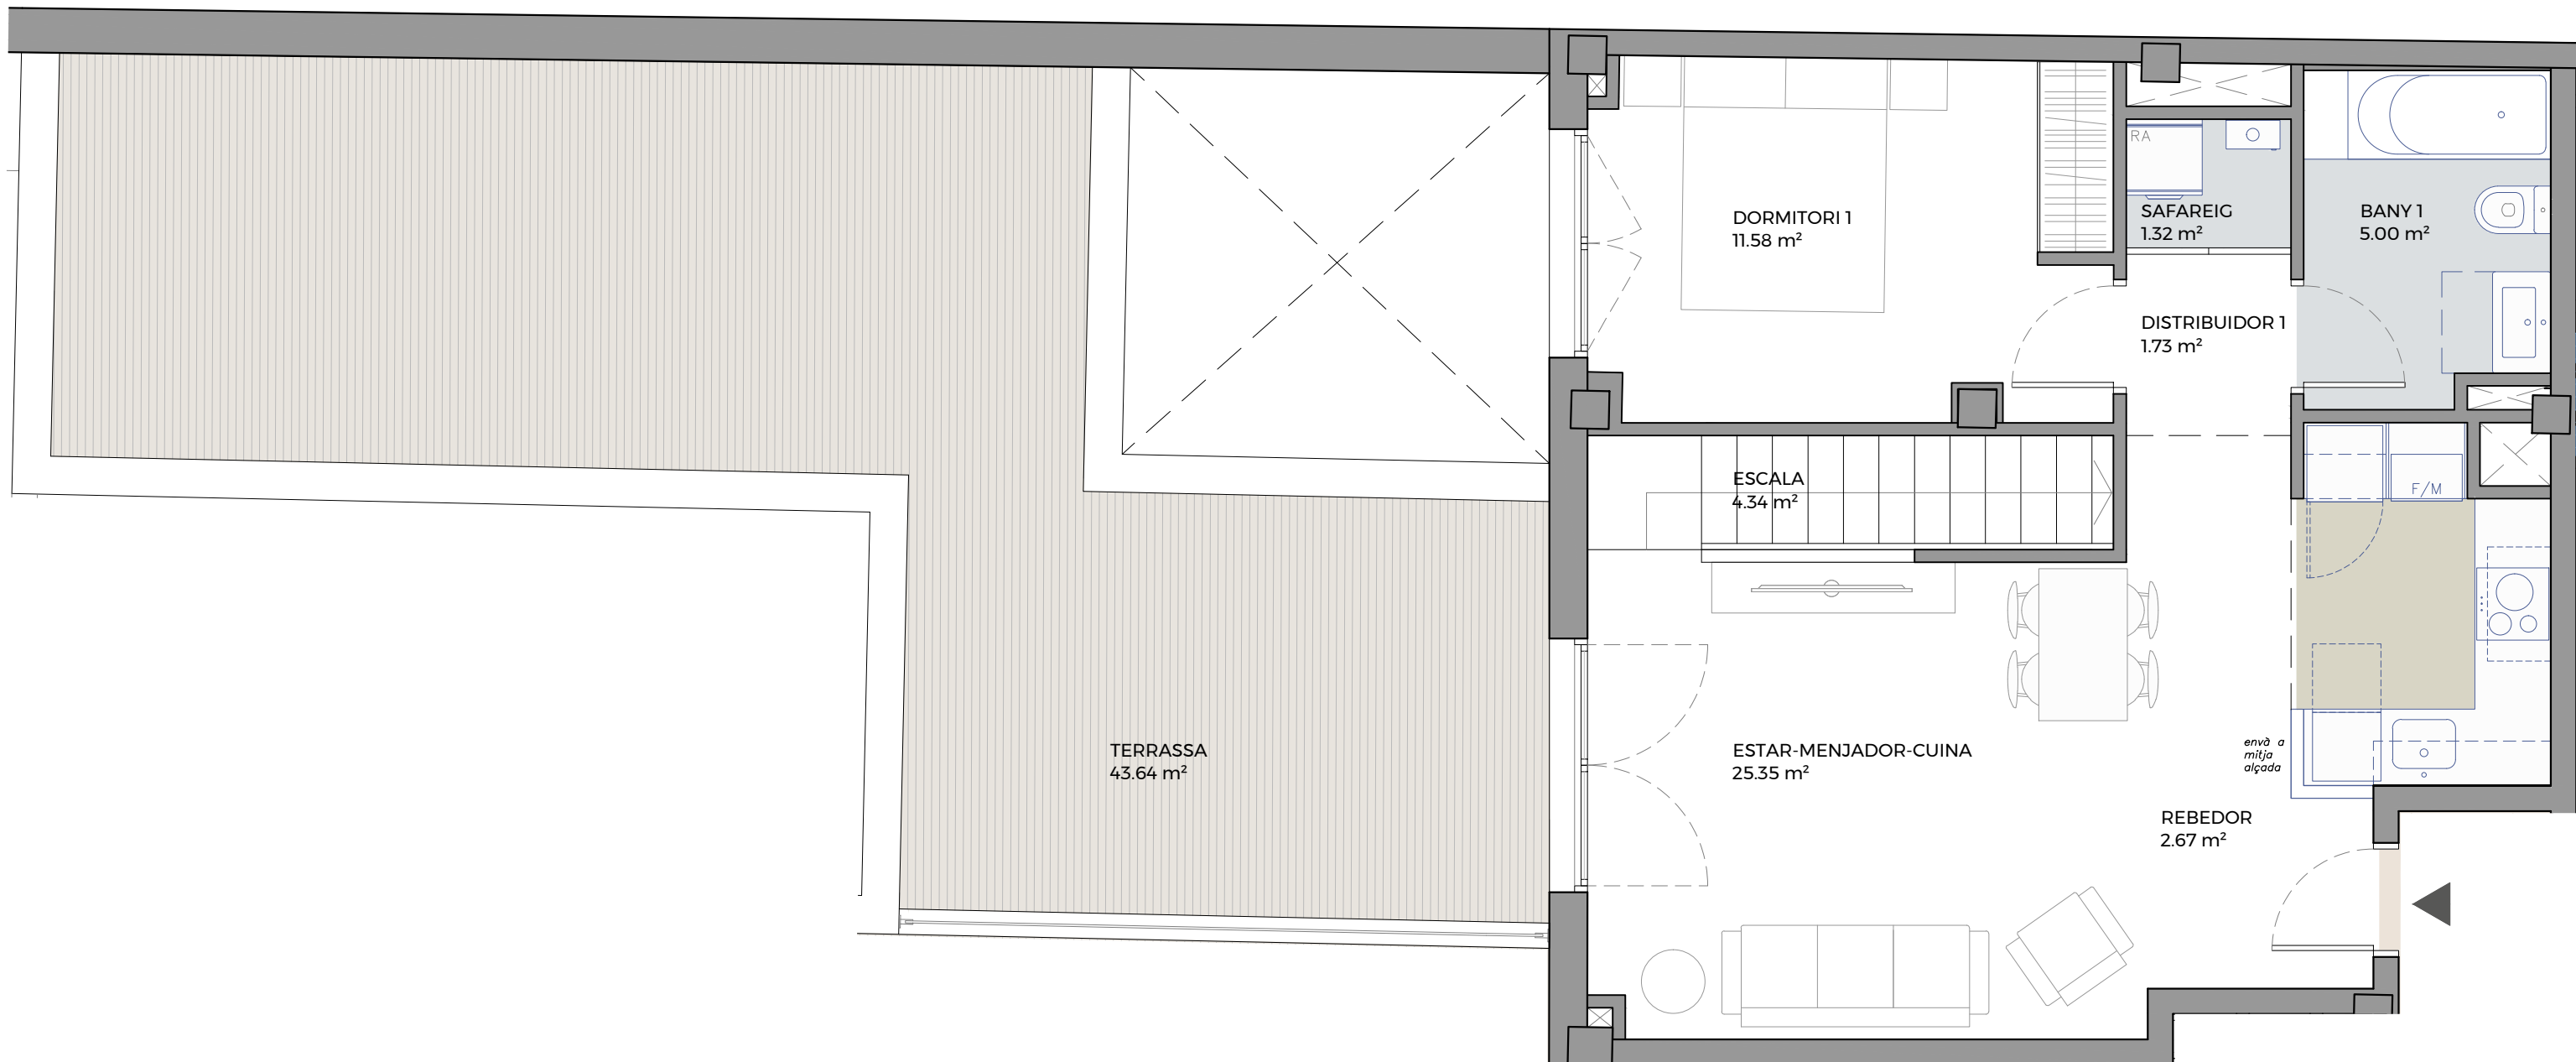 DORMITORI 1
11.58 m²
RA
SAFAREIG
1.32 m²
BANY 1
5.00 m²
DISTRIBUIDOR 1
1.73 m²
ESCALA
4.34 m²
F/M
TERRASSA
43.64 m²
ESTAR-MENJADOR-CUINA
25.35 m²
envà a
mitja
alçada
REBEDOR
2.67 m²